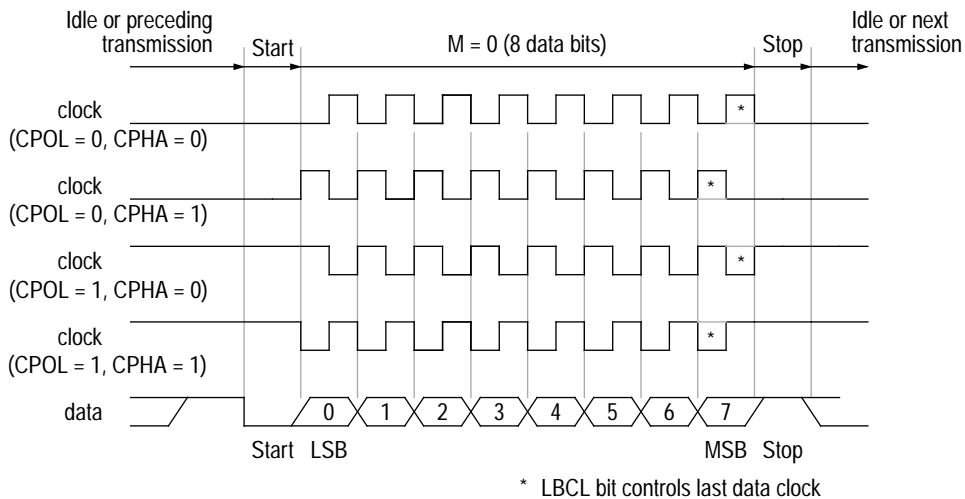 Idle or preceding
transmission
Start
M = 0 (8 data bits)
Stop
Idle or next
transmission
clock
(CPOL = 0, CPHA = 0)
*
clock
(CPOL = 0, CPHA = 1)
*
clock
(CPOL = 1, CPHA = 0)
*
clock
(CPOL = 1, CPHA = 1)
*
data
0 1 2 3 4 5 6 7
Start LSB MSB Stop
* LBCL bit controls last data clock